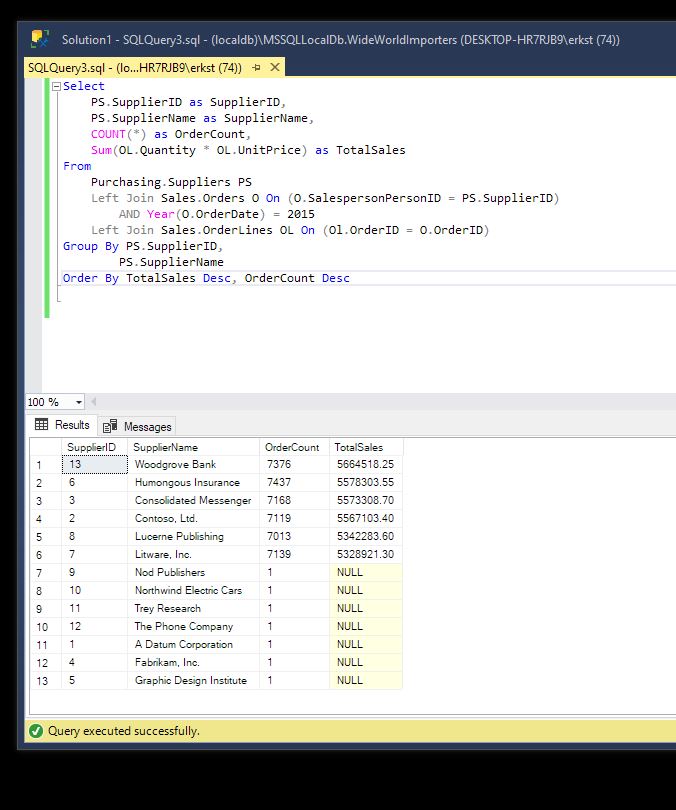 Solution1 - SQLQuery3.sql - (localdb)\MSSQLLocalDb.WideWorldImporters (DESKTOP-HR7RJB9\erkst (74))
SQLQuery3.sql - (lo...HR7RJB9\erkst (74))
Select
PS.SupplierID as SupplierID,
PS.SupplierName as SupplierName,
COUNT(*) as OrderCount,
Sum(OL.Quantity * OL.UnitPrice) as TotalSales
From
Purchasing.Suppliers PS
Left Join Sales.Orders O On (O.SalespersonPersonID = PS.SupplierID)
AND Year(O.OrderDate) = 2015
Left Join Sales.OrderLines OL On (Ol.OrderID = O.OrderID)
Group By PS.SupplierID,
PS.SupplierName
Order By TotalSales Desc, OrderCount Desc
100 %
Results Messages
SupplierID SupplierName OrderCount TotalSales
1 13 Woodgrove Bank 7376 5664518.25
2 6 Humongous Insurance 7437 5578303.55
3 3 Consolidated Messenger 7168 5573308.70
4 2 Contoso, Ltd. 7119 5567103.40
5 8 Lucerne Publishing 7013 5342283.60
6 7 Litware, Inc. 7139 5328921.30
7 9 Nod Publishers 1 NULL
8 10 Northwind Electric Cars 1 NULL
9 11 Trey Research 1 NULL
10 12 The Phone Company 1 NULL
11 1 A Datum Corporation 1 NULL
12 4 Fabrikam, Inc. 1 NULL
13 5 Graphic Design Institute 1 NULL
Query executed successfully.